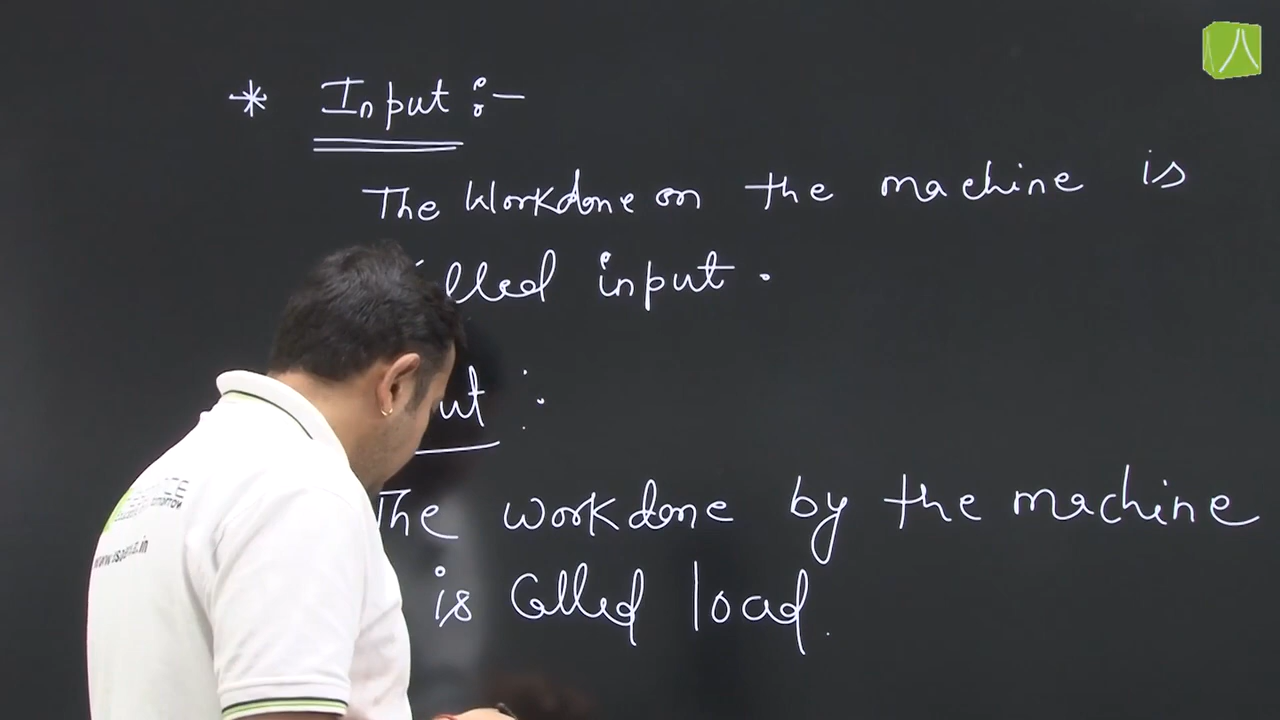 * Input :-
The Workdone on the machine is
lled input .
ut :
The workdone by the machine
is Called load.